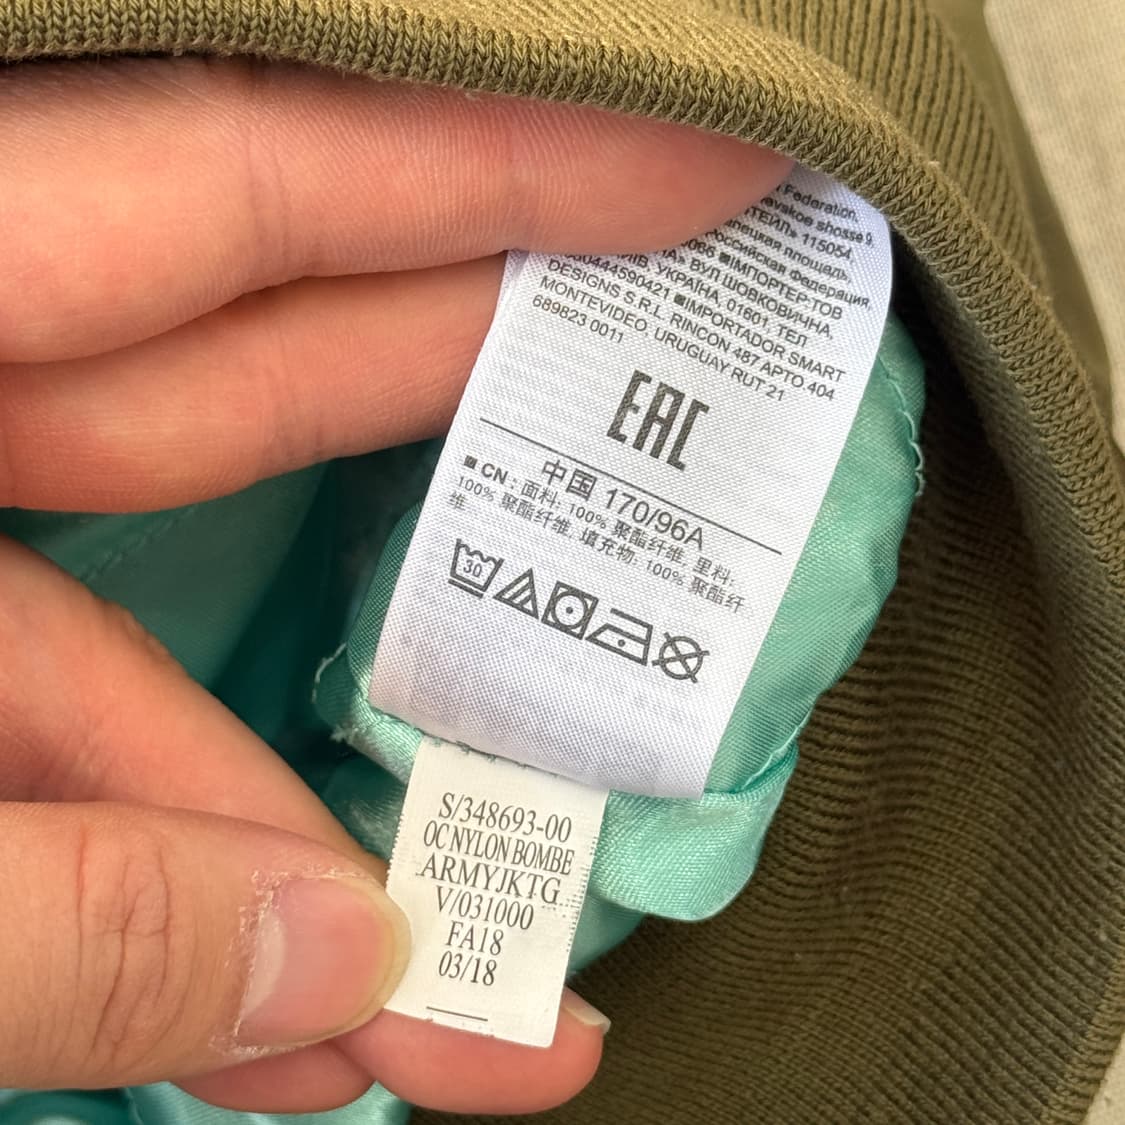 Federation,
shosse 9,
115054,
площадь,
Российская Федерация,
■ІМПОРТЕР:ТОВ
ВУЛ ШОВКОВИЧНА,
УКРАЇНА, 01601, ТЕЛ
■IMPORTADOR SMART
DESIGNS S.R.L. RINCON 487 APTO.404
MONTEVIDEO, URUGUAY RUT 21
689823 0011
EAC
中国 170/96A
■ CN : 面料: 100% 聚酯纤维, 里料:
100% 聚酯纤维, 填充物: 100% 聚酯纤
维
30
S/348693-00
OC NYLON BOMBE
ARMYJKTG
V/031000
FA18
03/18